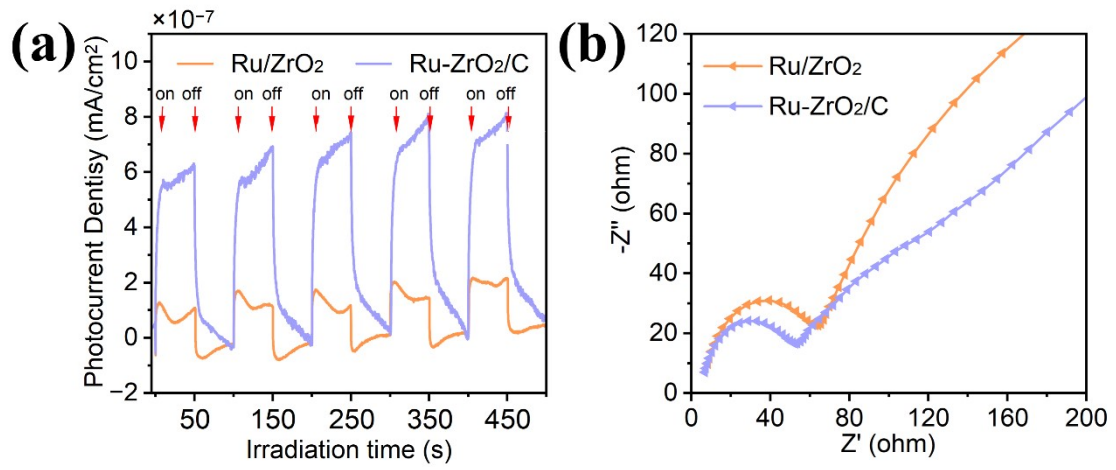 (a)
×10⁻⁷
Photocurrent Dentisy (mA/cm²)
10
8
6
4
2
0
−2
Ru/ZrO₂ Ru-ZrO₂/C
on off on off on off on off on off
50 150 250 350 450
Irradiation time (s)
(b)
-Z'' (ohm)
120
100
80
60
40
20
0
Ru/ZrO₂
Ru-ZrO₂/C
0 40 80 120 160 200
Z' (ohm)